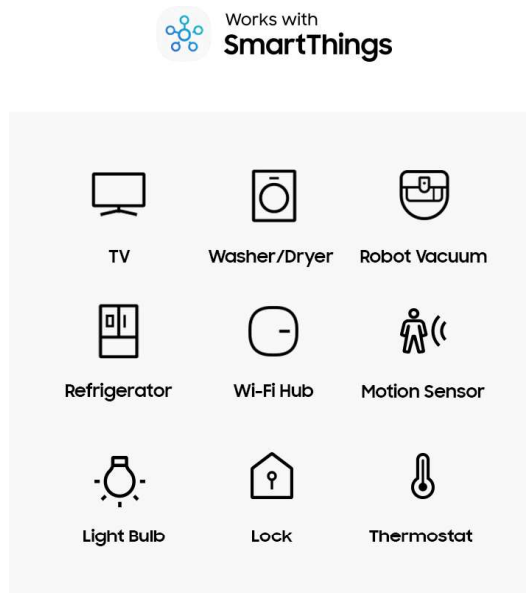 Works with
SmartThings
TV
Washer/Dryer
Robot Vacuum
Refrigerator
Wi-Fi Hub
Motion Sensor
Light Bulb
Lock
Thermostat